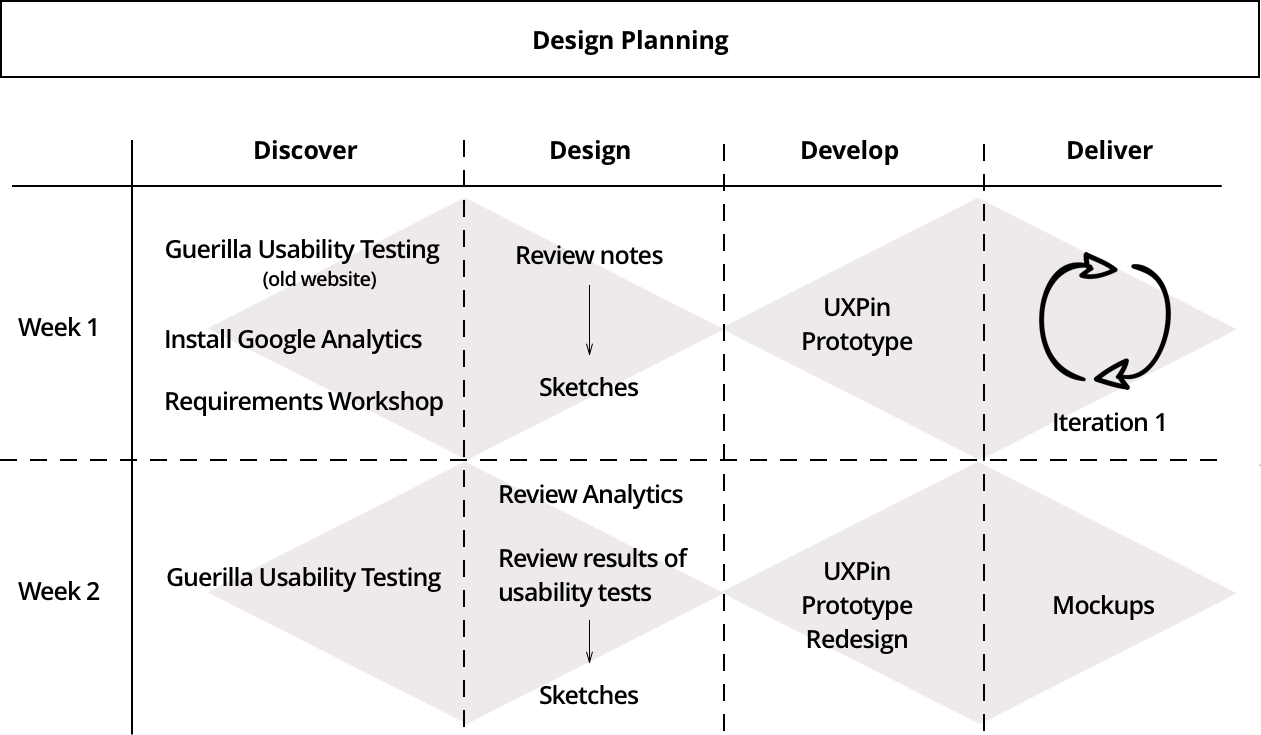 Design Planning
Discover
Design
Develop
Deliver
Week 1
Guerilla Usability Testing
(old website)
Install Google Analytics
Requirements Workshop
Review notes
Sketches
UXPin
Prototype
Iteration 1
Week 2
Guerilla Usability Testing
Review Analytics
Review results of
usability tests
Sketches
UXPin
Prototype
Redesign
Mockups